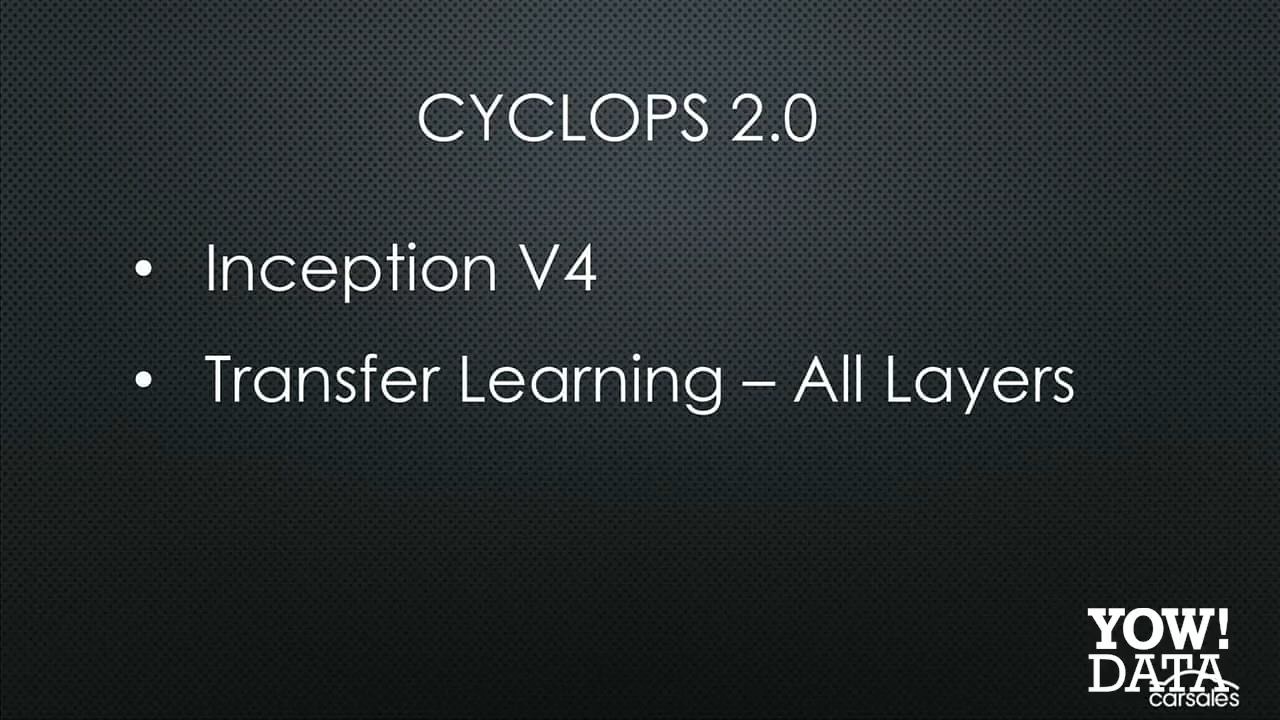 CYCLOPS 2.0
• Inception V4
• Transfer Learning – All Layers
YOW!
DATA
carsales